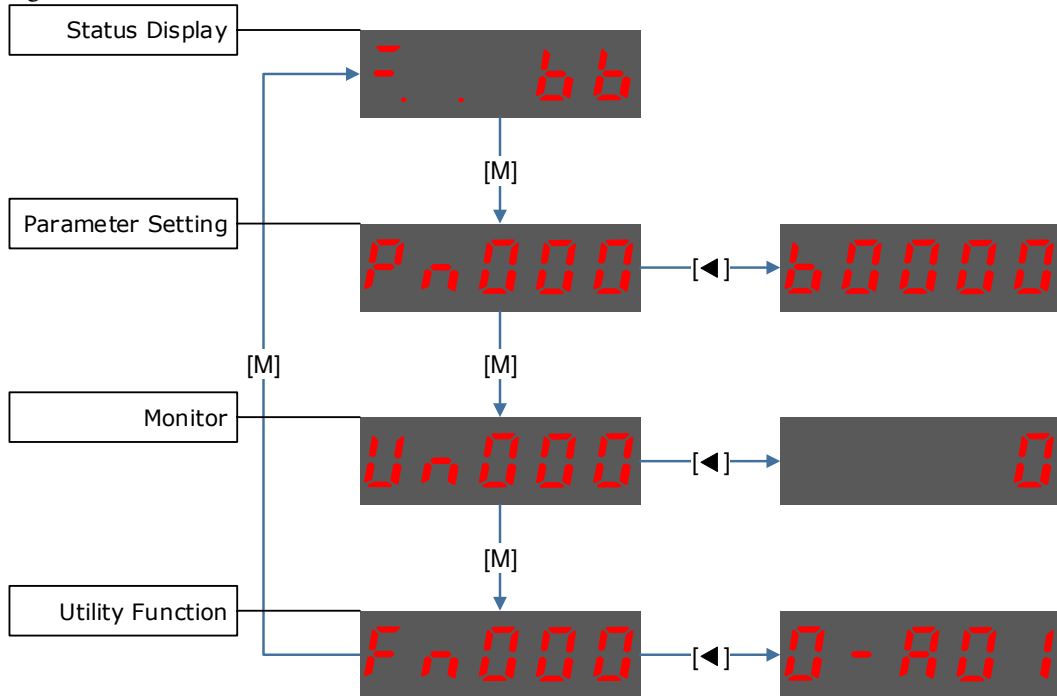 Status Display
bb
[M]
Parameter Setting
Pn000
[◀]
b0000
[M]
[M]
Monitor
Un000
[◀]
0
[M]
Utility Function
Fn000
[◀]
0-A01